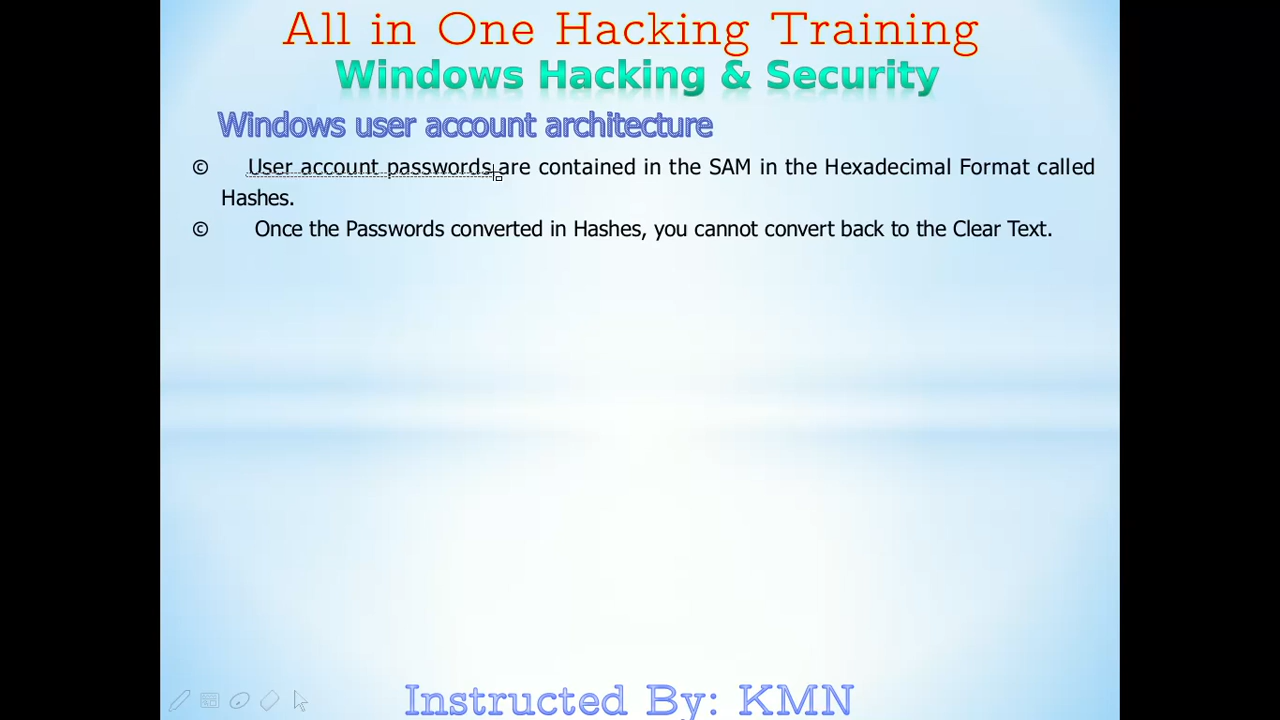 All in One Hacking Training
Windows Hacking & Security
Windows user account architecture
© User account passwords are contained in the SAM in the Hexadecimal Format called
Hashes.
© Once the Passwords converted in Hashes, you cannot convert back to the Clear Text.
Instructed By: KMN